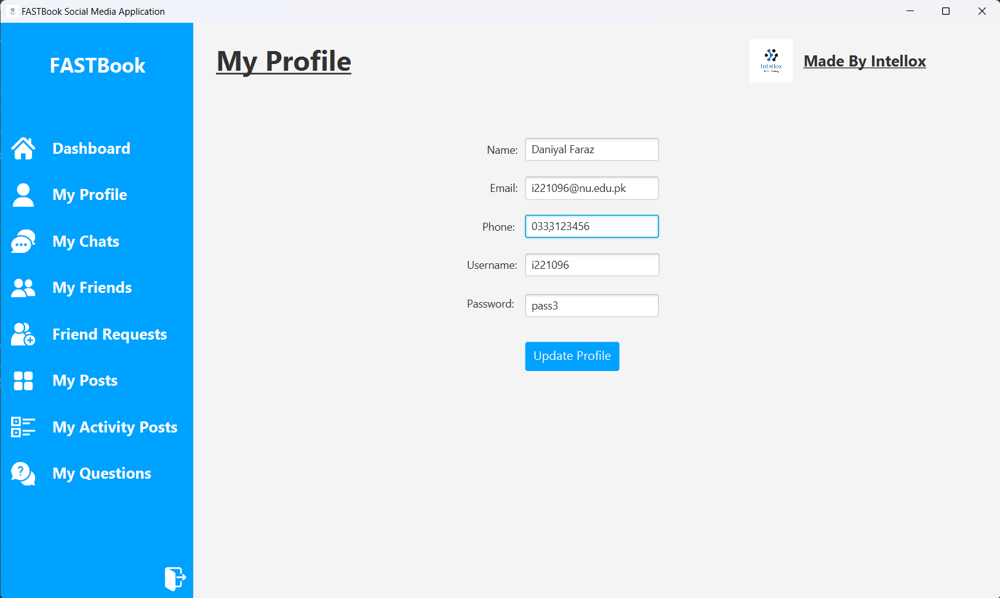 FASTBook Social Media Application
FASTBook
My Profile
Intellox
Made By Intellox
Dashboard
My Profile
My Chats
My Friends
Friend Requests
My Posts
My Activity Posts
My Questions
Name: Daniyal Faraz
Email: i221096@nu.edu.pk
Phone: 0333123456
Username: i221096
Password: pass3
Update Profile